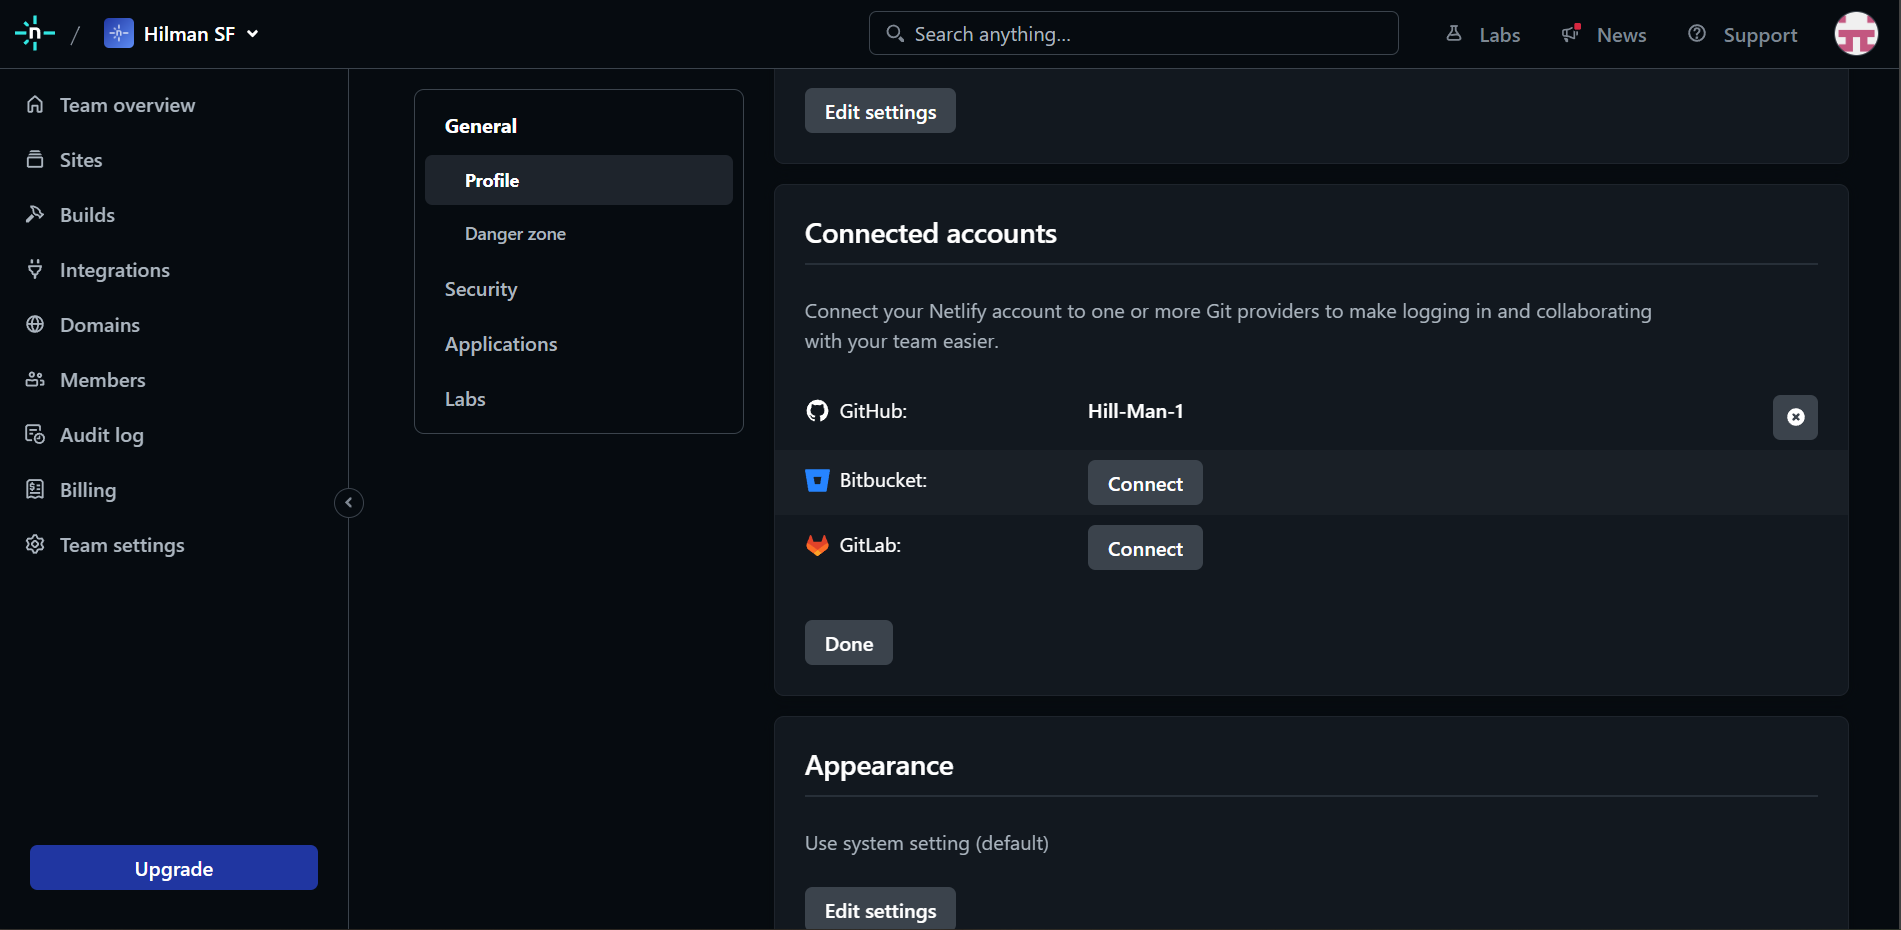 n
/
Hilman SF
Search anything...
Labs
News
Support
Team overview
Sites
Builds
Integrations
Domains
Members
Audit log
Billing
Team settings
Upgrade
General
Profile
Danger zone
Security
Applications
Labs
Edit settings
Connected accounts
Connect your Netlify account to one or more Git providers to make logging in and collaborating
with your team easier.
GitHub: Hill-Man-1
Bitbucket: Connect
GitLab: Connect
Done
Appearance
Use system setting (default)
Edit settings